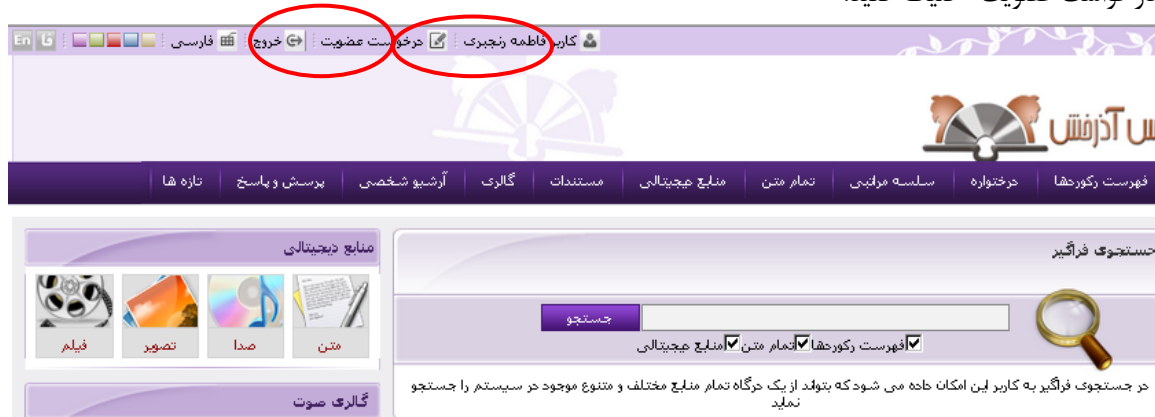 درخواست عضویت" کلیک کنید.
کاربر فاطمه رنجبری درخواست عضویت خروج فارسی فا En
س آذرخش
فهرست رکوردها درختواره سلسه مراتبی تمام متن منابع دیجیتالی مستندات گالری آرشیو شخصی پرسش و پاسخ تازه ها
جستجوی فراگیر
جستجو
فهرست رکوردها تمام متن منابع دیجیتالی
در جستجوی فراگیر به کاربر این امکان داده می شود که بتواند از یک درگاه تمام منابع مختلف و متنوع موجود در سیستم را جستجو
نماید
منابع دیجیتالی
متن صدا تصویر فیلم
گالری صوت